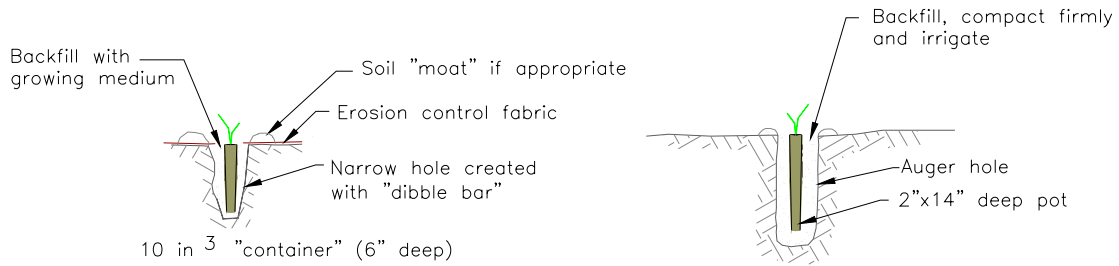 Backfill with
growing medium
Soil "moat" if appropriate
Erosion control fabric
Narrow hole created
with "dibble bar"
10 in 3 "container" (6" deep)
Backfill, compact firmly
and irrigate
Auger hole
2"x14" deep pot